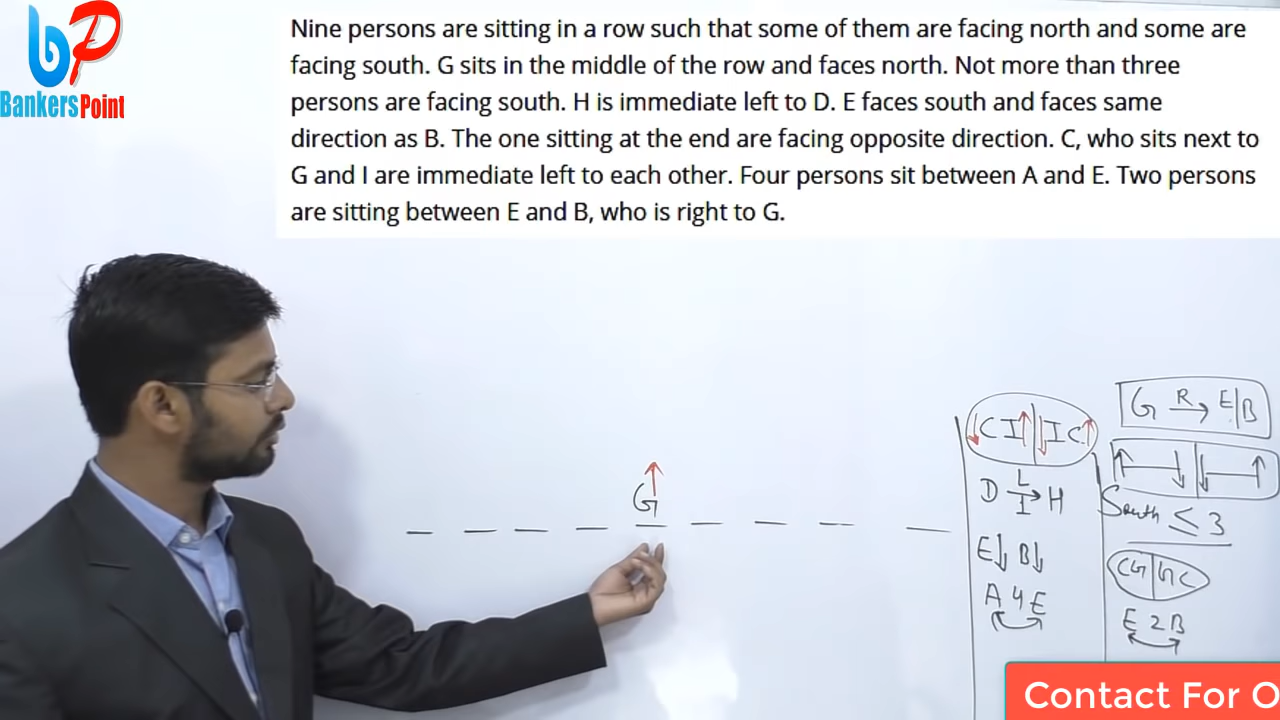 bp
BankersPoint
Nine persons are sitting in a row such that some of them are facing north and some are
facing south. G sits in the middle of the row and faces north. Not more than three
persons are facing south. H is immediate left to D. E faces south and faces same
direction as B. The one sitting at the end are facing opposite direction. C, who sits next to
G and I are immediate left to each other. Four persons sit between A and E. Two persons
are sitting between E and B, who is right to G.
G
↓C I↑|↓I C↑
D L/I → H
E↓ B↓
A 4 E
G R→ E|B
↑ ↓|↓ ↑
South ≤ 3
CG|GC
E 2 B
Contact For O